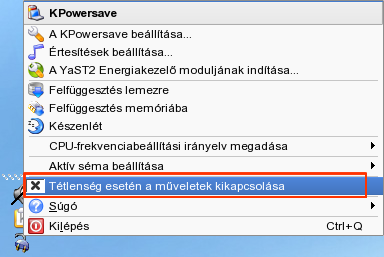 KPowersave
A KPowersave beállítása...
Értesítések beállítása...
A YaST2 Energiakezelő moduljának indítása...
Felfüggesztés lemezre
Felfüggesztés memóriába
Készenlét
CPU-frekvenciabeállítási irányelv megadása
Aktív séma beállítása
Tétlenség esetén a műveletek kikapcsolása
Súgó
Kilépés Ctrl+Q